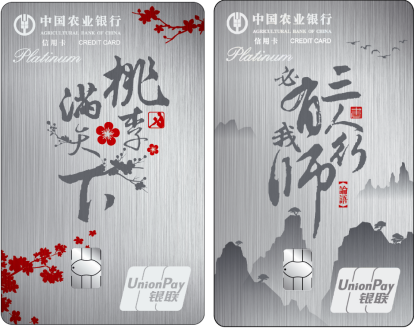 中国农业银行
AGRICULTURAL BANK OF CHINA
信用卡 CREDIT CARD
Platinum
桃李
满天下
UnionPay
银联
中国农业银行
AGRICULTURAL BANK OF CHINA
信用卡 CREDIT CARD
Platinum
三人行
必有我师
【論語】
UnionPay
银联